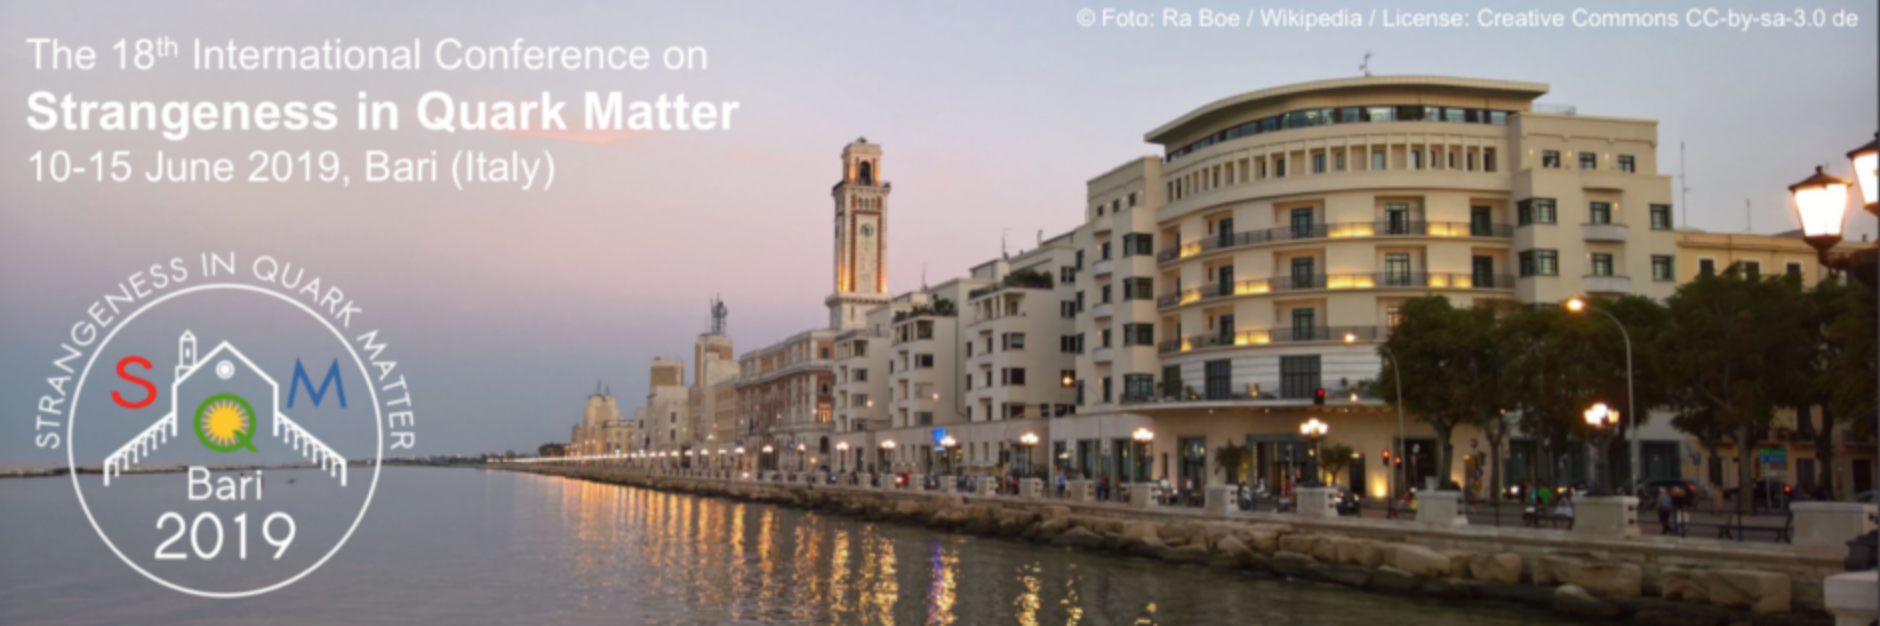 © Foto: Ra Boe / Wikipedia / License: Creative Commons CC-by-sa-3.0 de
The 18th International Conference on
Strangeness in Quark Matter
10-15 June 2019, Bari (Italy)
STRANGENESS IN QUARK MATTER
SQM
Bari
2019